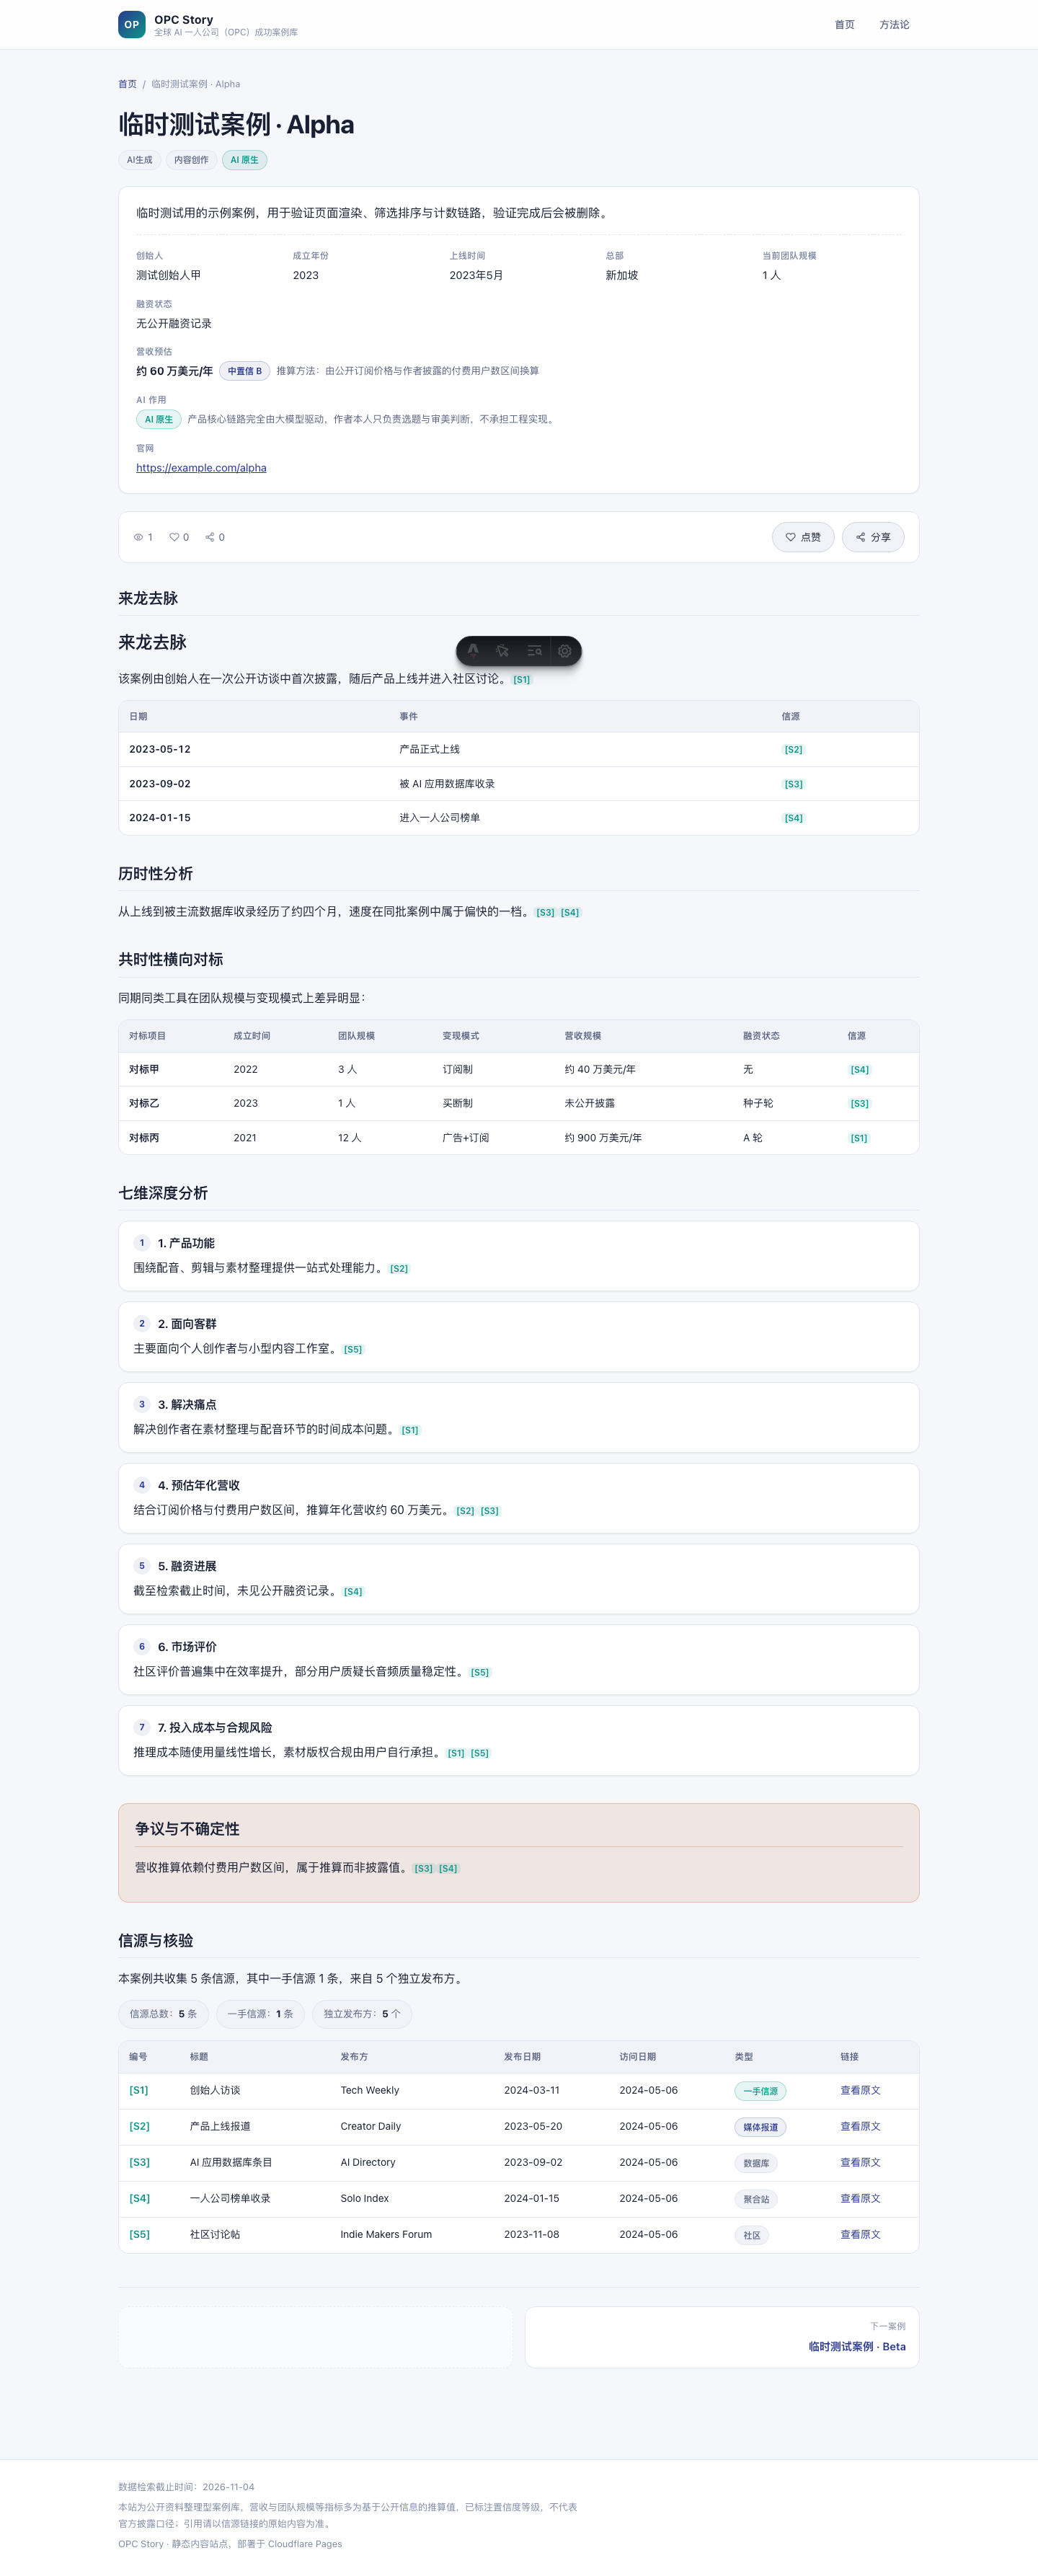 OP
OPC Story
全球 AI 一人公司（OPC）成功案例库
首页
方法论
首页 / 临时测试案例 · Alpha
临时测试案例 · Alpha
AI生成
内容创作
AI 原生
临时测试用的示例案例，用于验证页面渲染、筛选排序与计数链路，验证完成后会被删除。
创始人
成立年份
上线时间
总部
当前团队规模
测试创始人甲
2023
2023年5月
新加坡
1 人
融资状态
无公开融资记录
营收预估
约 60 万美元/年 中置信 B 推算方法：由公开订阅价格与作者披露的付费用户数区间换算
AI 作用
AI 原生 产品核心链路完全由大模型驱动，作者本人只负责选题与审美判断，不承担工程实现。
官网
https://example.com/alpha
1
0
0
点赞
分享
来龙去脉
来龙去脉
该案例由创始人在一次公开访谈中首次披露，随后产品上线并进入社区讨论。[S1]
日期 事件 信源
2023-05-12 产品正式上线 [S2]
2023-09-02 被 AI 应用数据库收录 [S3]
2024-01-15 进入一人公司榜单 [S4]
历时性分析
从上线到被主流数据库收录经历了约四个月，速度在同批案例中属于偏快的一档。[S3] [S4]
共时性横向对标
同期同类工具在团队规模与变现模式上差异明显：
对标项目 成立时间 团队规模 变现模式 营收规模 融资状态 信源
对标甲 2022 3 人 订阅制 约 40 万美元/年 无 [S4]
对标乙 2023 1 人 买断制 未公开披露 种子轮 [S3]
对标丙 2021 12 人 广告+订阅 约 900 万美元/年 A 轮 [S1]
七维深度分析
1 1. 产品功能
围绕配音、剪辑与素材整理提供一站式处理能力。[S2]
2 2. 面向客群
主要面向个人创作者与小型内容工作室。[S5]
3 3. 解决痛点
解决创作者在素材整理与配音环节的时间成本问题。[S1]
4 4. 预估年化营收
结合订阅价格与付费用户数区间，推算年化营收约 60 万美元。[S2] [S3]
5 5. 融资进展
截至检索截止时间，未见公开融资记录。[S4]
6 6. 市场评价
社区评价普遍集中在效率提升，部分用户质疑长音频质量稳定性。[S5]
7 7. 投入成本与合规风险
推理成本随使用量线性增长，素材版权合规由用户自行承担。[S1] [S5]
争议与不确定性
营收推算依赖付费用户数区间，属于推算而非披露值。[S3] [S4]
信源与核验
本案例共收集 5 条信源，其中一手信源 1 条，来自 5 个独立发布方。
信源总数：5 条
一手信源：1 条
独立发布方：5 个
编号 标题 发布方 发布日期 访问日期 类型 链接
[S1] 创始人访谈 Tech Weekly 2024-03-11 2024-05-06 一手信源 查看原文
[S2] 产品上线报道 Creator Daily 2023-05-20 2024-05-06 媒体报道 查看原文
[S3] AI 应用数据库条目 AI Directory 2023-09-02 2024-05-06 数据库 查看原文
[S4] 一人公司榜单收录 Solo Index 2024-01-15 2024-05-06 聚合站 查看原文
[S5] 社区讨论帖 Indie Makers Forum 2023-11-08 2024-05-06 社区 查看原文
下一案例
临时测试案例 · Beta
数据检索截止时间：2026-11-04
本站为公开资料整理型案例库，营收与团队规模等指标多为基于公开信息的推算值，已标注置信度等级，不代表
官方披露口径；引用请以信源链接的原始内容为准。
OPC Story · 静态内容站点，部署于 Cloudflare Pages